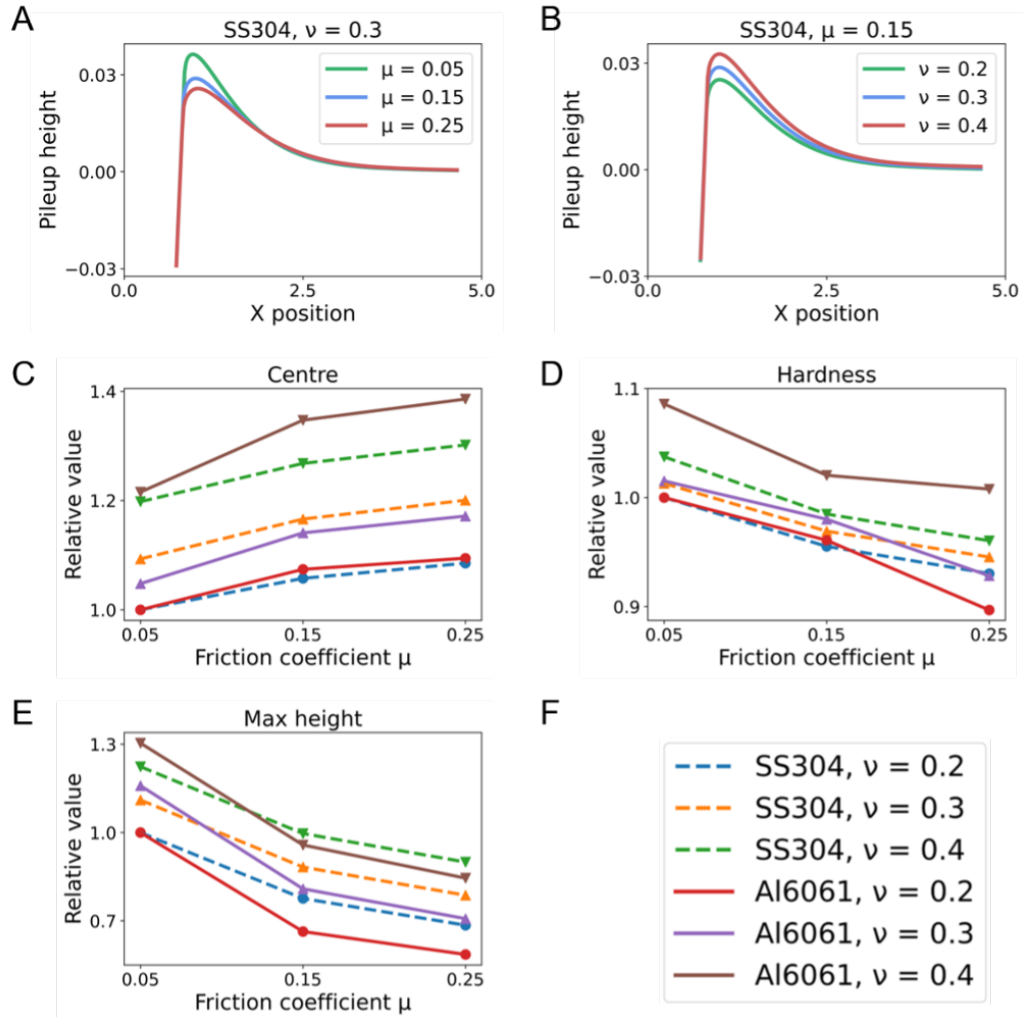 A
SS304, ν = 0.3
Pileup height
0.03
0.00
−0.03
μ = 0.05
μ = 0.15
μ = 0.25
0.0
2.5
5.0
X position
B
SS304, μ = 0.15
Pileup height
0.03
0.00
−0.03
ν = 0.2
ν = 0.3
ν = 0.4
0.0
2.5
5.0
X position
C
Centre
Relative value
1.4
1.2
1.0
0.05
0.15
0.25
Friction coefficient μ
D
Hardness
Relative value
1.1
1.0
0.9
0.05
0.15
0.25
Friction coefficient μ
E
Max height
Relative value
1.3
1.0
0.7
0.05
0.15
0.25
Friction coefficient μ
F
SS304, ν = 0.2
SS304, ν = 0.3
SS304, ν = 0.4
Al6061, ν = 0.2
Al6061, ν = 0.3
Al6061, ν = 0.4